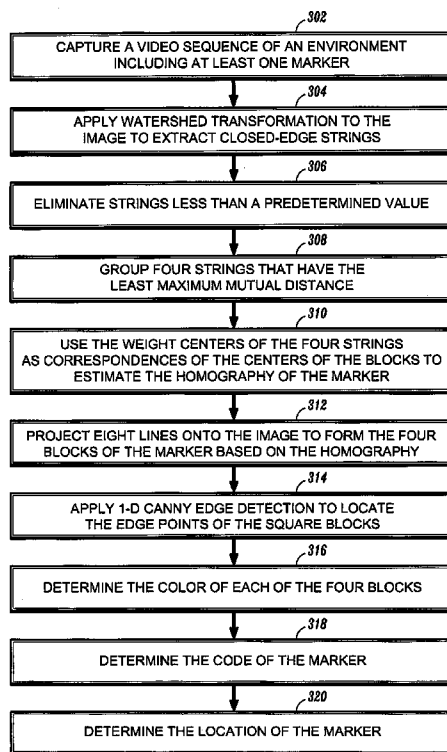 302
CAPTURE A VIDEO SEQUENCE OF AN ENVIRONMENT
INCLUDING AT LEAST ONE MARKER
304
APPLY WATERSHED TRANSFORMATION TO THE
IMAGE TO EXTRACT CLOSED-EDGE STRINGS
306
ELIMINATE STRINGS LESS THAN A PREDETERMINED VALUE
308
GROUP FOUR STRINGS THAT HAVE THE
LEAST MAXIMUM MUTUAL DISTANCE
310
USE THE WEIGHT CENTERS OF THE FOUR STRINGS
AS CORRESPONDENCES OF THE CENTERS OF THE BLOCKS TO
ESTIMATE THE HOMOGRAPHY OF THE MARKER
312
PROJECT EIGHT LINES ONTO THE IMAGE TO FORM THE FOUR
BLOCKS OF THE MARKER BASED ON THE HOMOGRAPHY
314
APPLY 1-D CANNY EDGE DETECTION TO LOCATE
THE EDGE POINTS OF THE SQUARE BLOCKS
316
DETERMINE THE COLOR OF EACH OF THE FOUR BLOCKS
318
DETERMINE THE CODE OF THE MARKER
320
DETERMINE THE LOCATION OF THE MARKER